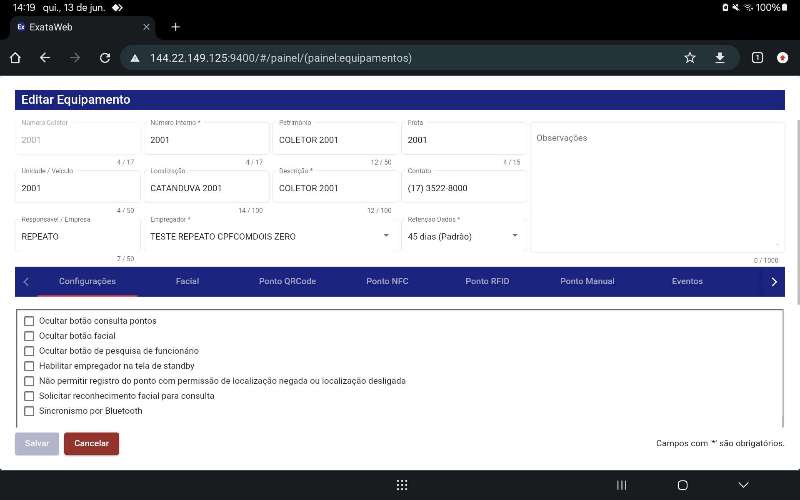 14:19 qui., 13 de jun.
100%
ExataWeb
144.22.149.125:9400/#/painel/(painel:equipamentos)
1
Editar Equipamento
Número Coletor
2001
4 / 17
Número Interno *
2001
4 / 17
Patrimônio
COLETOR 2001
12 / 50
Frota
2001
4 / 15
Observações
0 / 1000
Unidade / Veículo
2001
4 / 50
Localização
CATANDUVA 2001
14 / 100
Descrição *
COLETOR 2001
12 / 100
Contato
(17) 3522-8000
Responsável / Empresa
REPEATO
7 / 50
Empregador *
TESTE REPEATO CPFCOMDOIS ZERO
Retenção Dados *
45 dias (Padrão)
Configurações Facial Ponto QRCode Ponto NFC Ponto RFID Ponto Manual Eventos
Ocultar botão consulta pontos
Ocultar botão facial
Ocultar botão de pesquisa de funcionário
Habilitar empregador na tela de standby
Não permitir registro do ponto com permissão de localização negada ou localização desligada
Solicitar reconhecimento facial para consulta
Sincronismo por Bluetooth
Salvar Cancelar
Campos com '*' são obrigatórios.